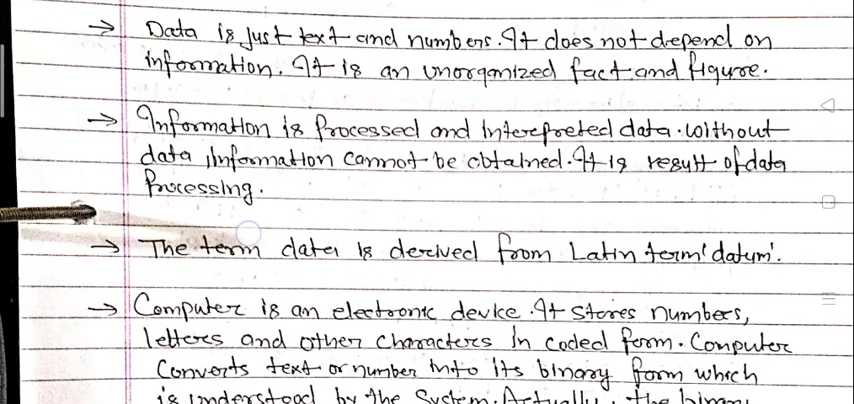 → Data is just text and numbers. It does not depend on
information. It is an unorganized fact and figure.
→ Information is processed and interpreted data. Without
data, information cannot be obtained. It is result of data
processing.
→ The term data is derived from Latin term 'datum'.
→ Computer is an electronic device. It stores numbers,
letters and other characters in coded form. Computer
converts text or number into its binary form which
is understood by the system. Actually, the binary